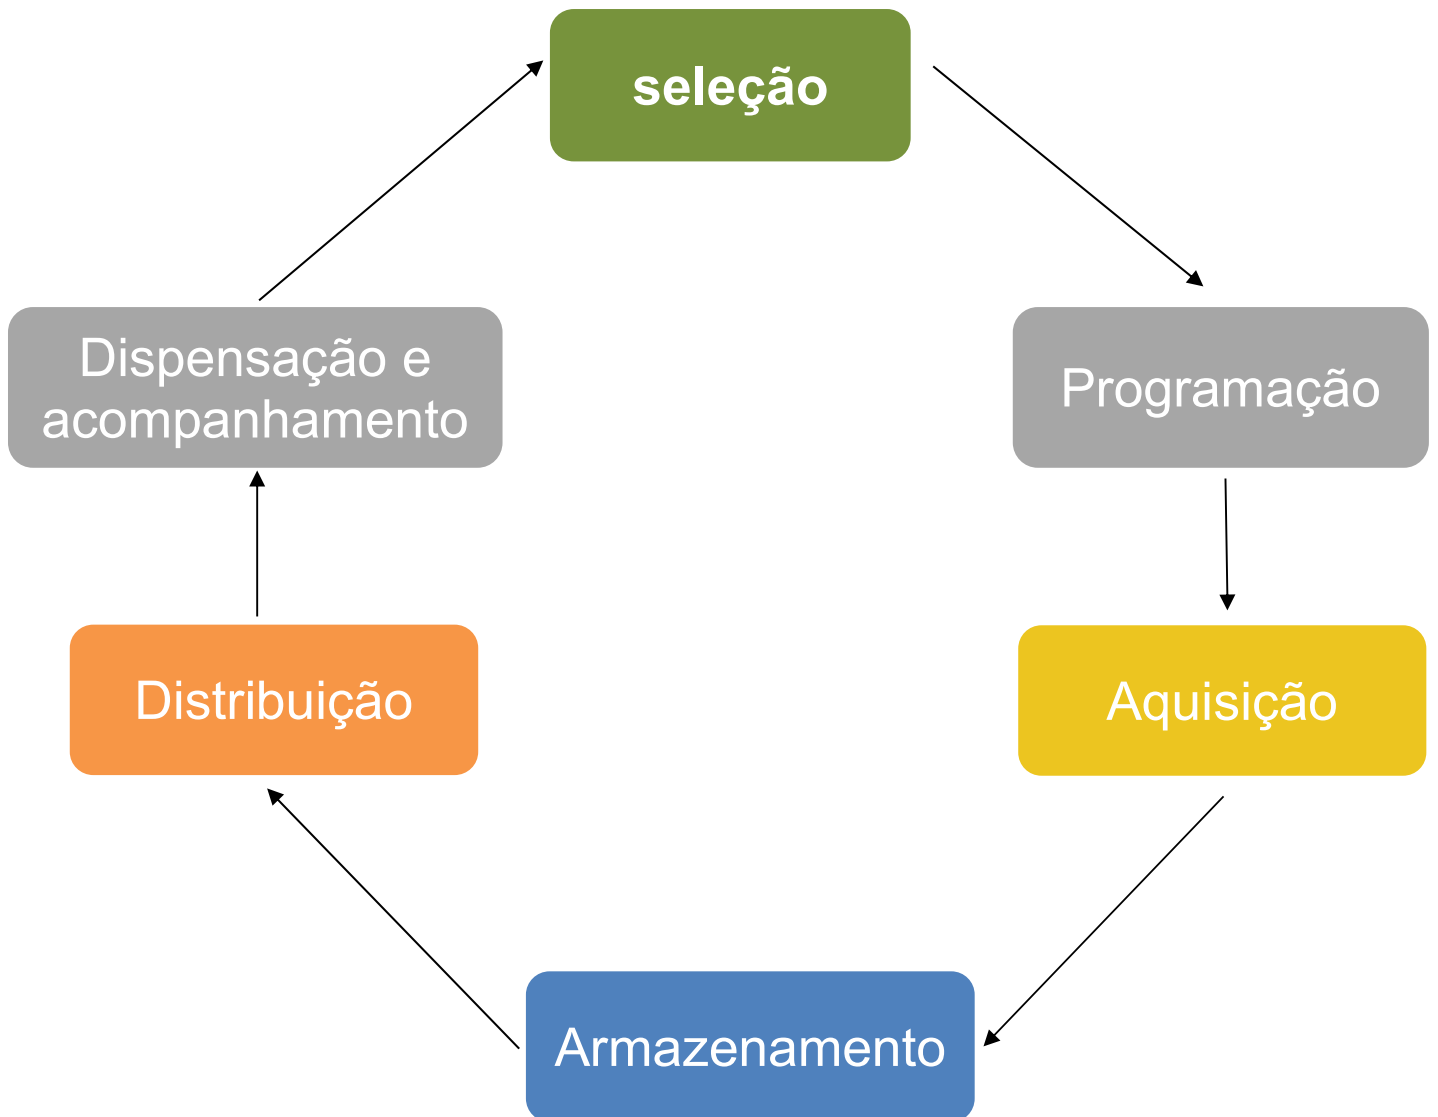 seleção
Dispensação e
acompanhamento
Programação
Distribuição
Aquisição
Armazenamento